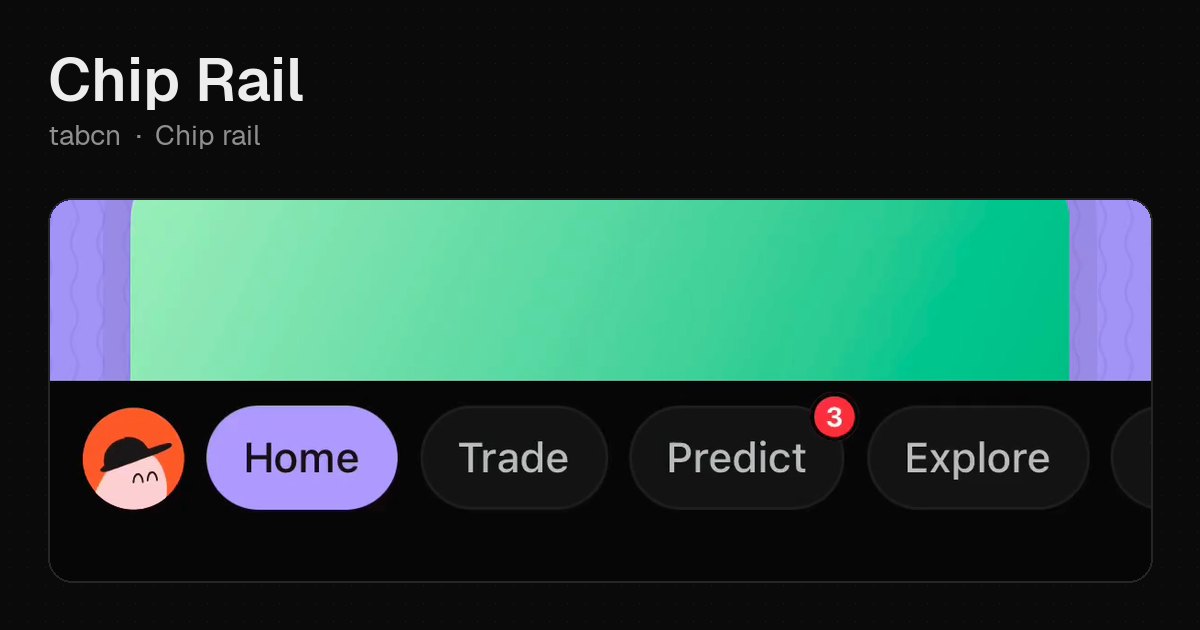 Chip Rail
tabcn · Chip rail
Home
Trade
Predict
3
Explore